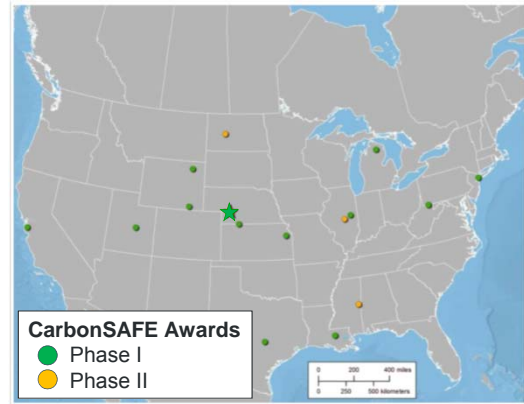 CarbonSAFE Awards
Phase I
Phase II
0 200 400 miles
0 250 500 kilometers